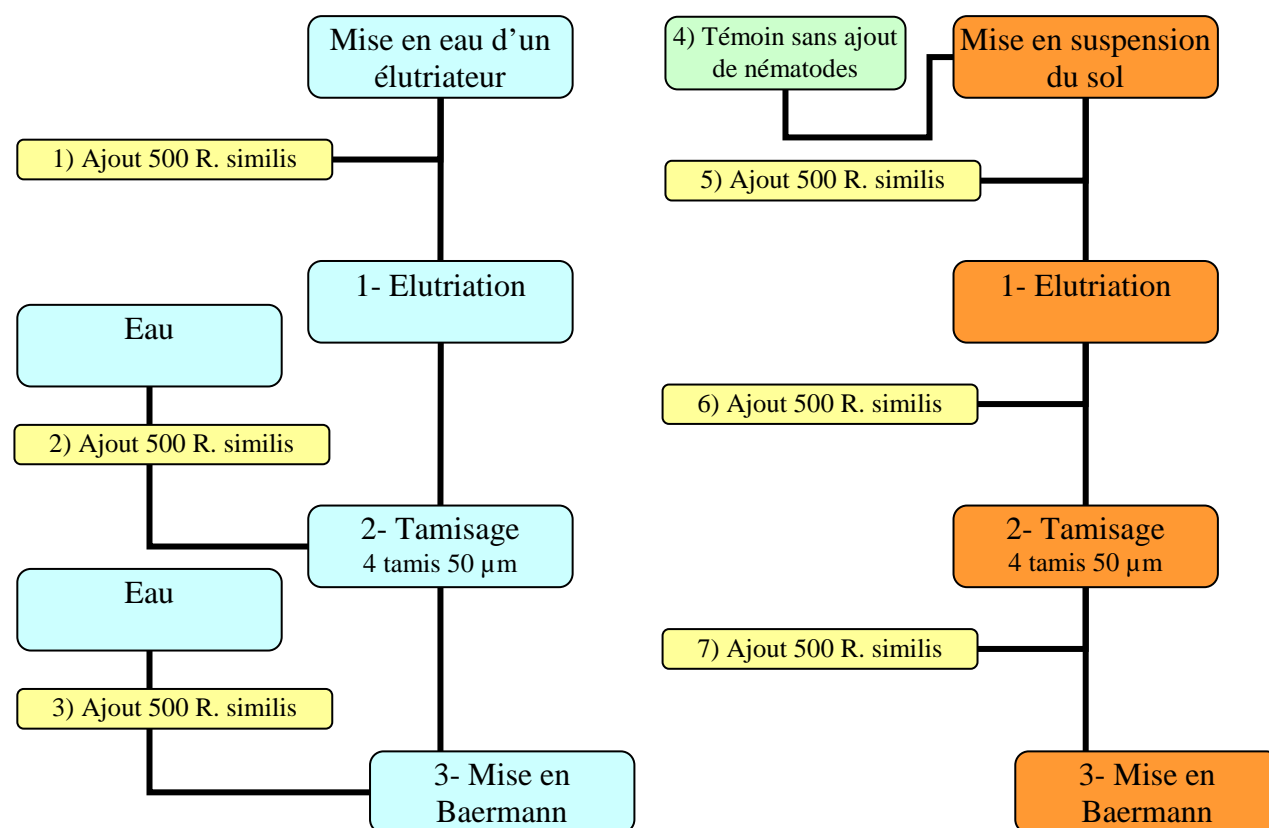 Mise en eau d’un
élutriateur
1) Ajout 500 R. similis
1- Elutriation
Eau
2) Ajout 500 R. similis
2- Tamisage
4 tamis 50 µm
Eau
3) Ajout 500 R. similis
3- Mise en
Baermann
4) Témoin sans ajout
de nématodes
Mise en suspension
du sol
5) Ajout 500 R. similis
1- Elutriation
6) Ajout 500 R. similis
2- Tamisage
4 tamis 50 µm
7) Ajout 500 R. similis
3- Mise en
Baermann